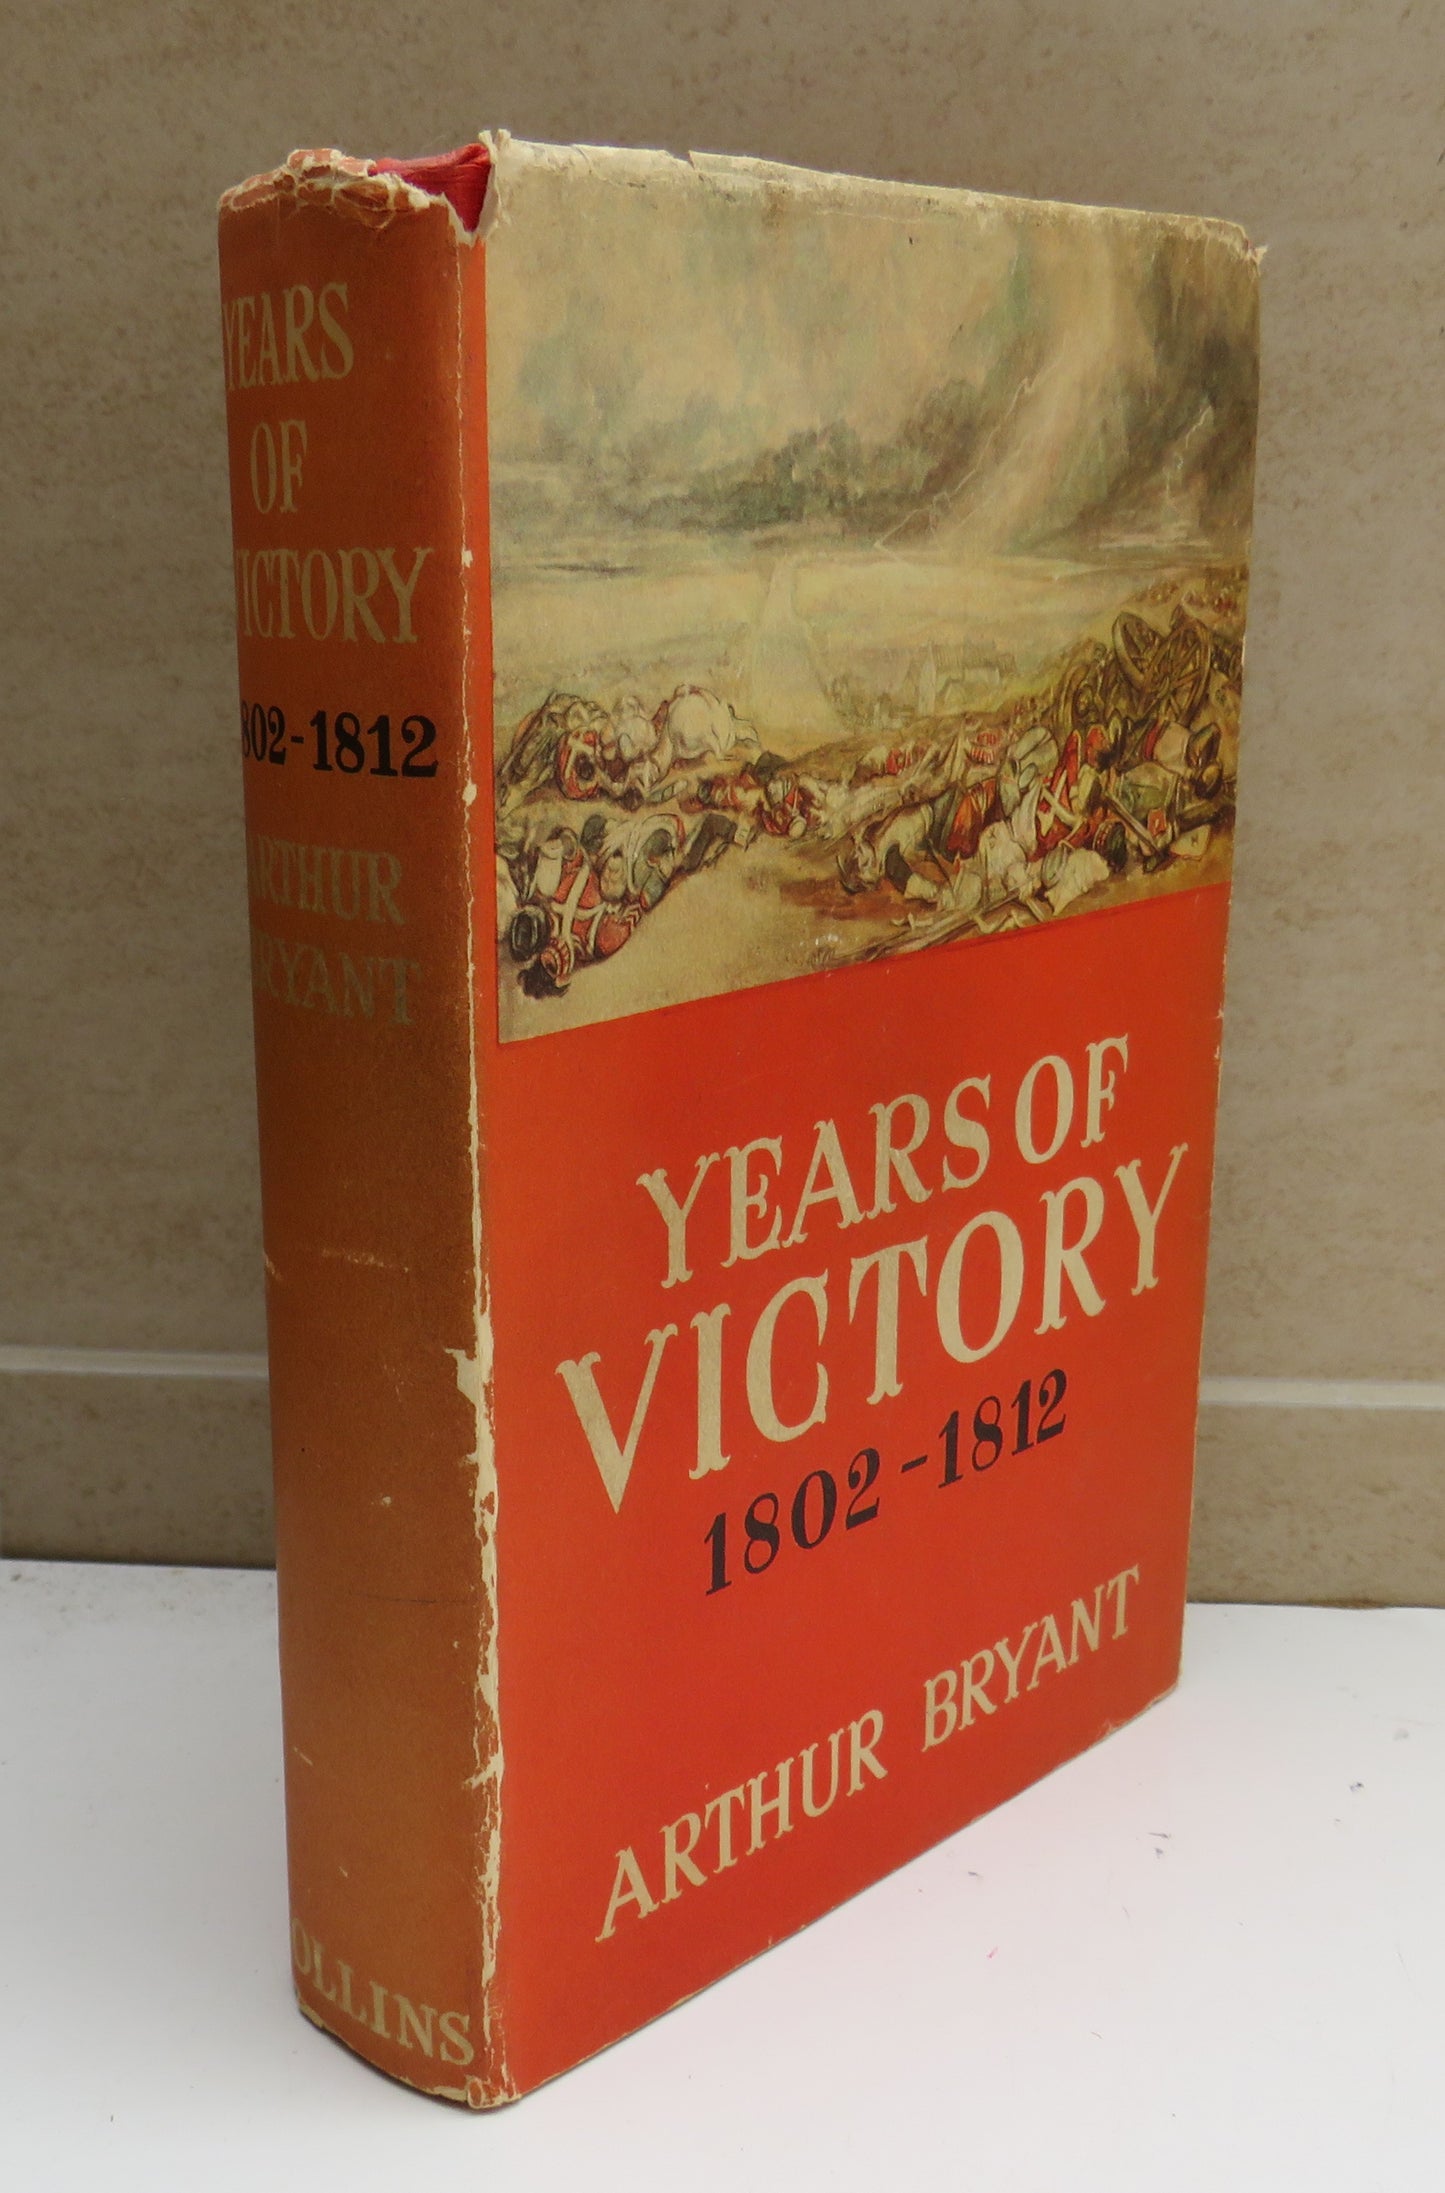 YEARS
OF
VICTORY
1802-1812
ARTHUR
BRYANT
COLLINS
YEARS OF
VICTORY
1802-1812
ARTHUR BRYANT